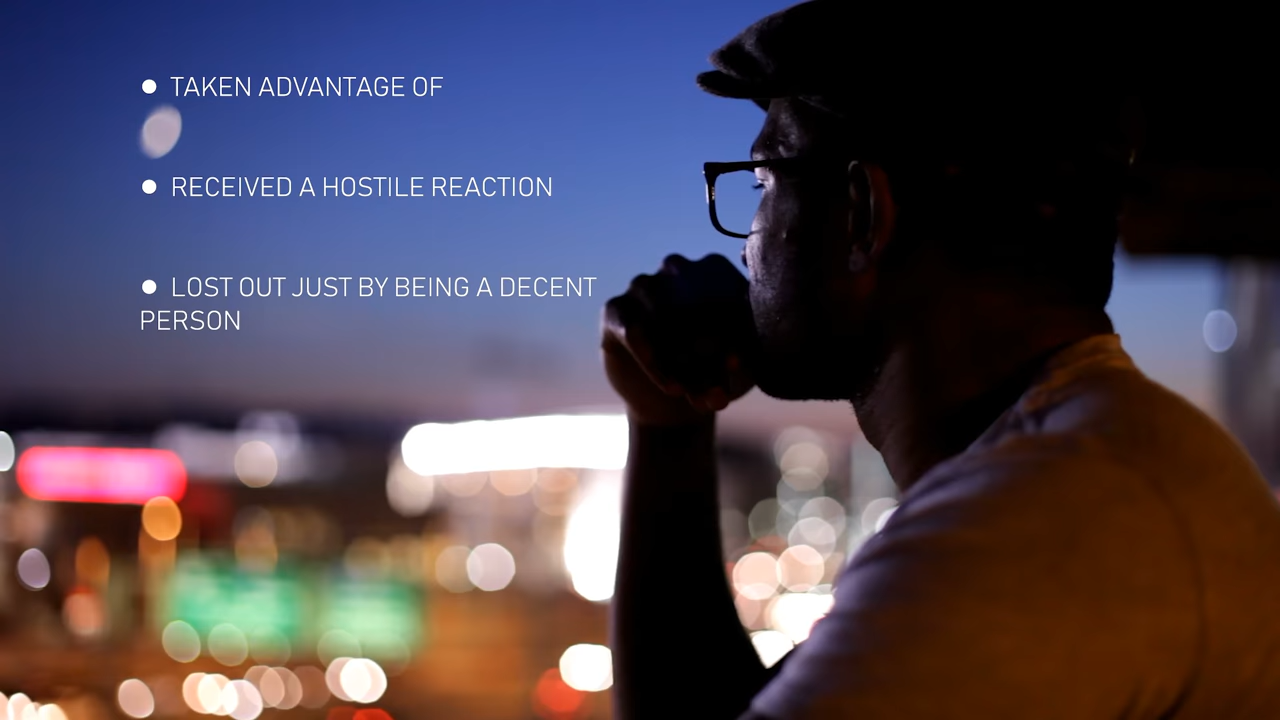 ● TAKEN ADVANTAGE OF
● RECEIVED A HOSTILE REACTION
● LOST OUT JUST BY BEING A DECENT
PERSON